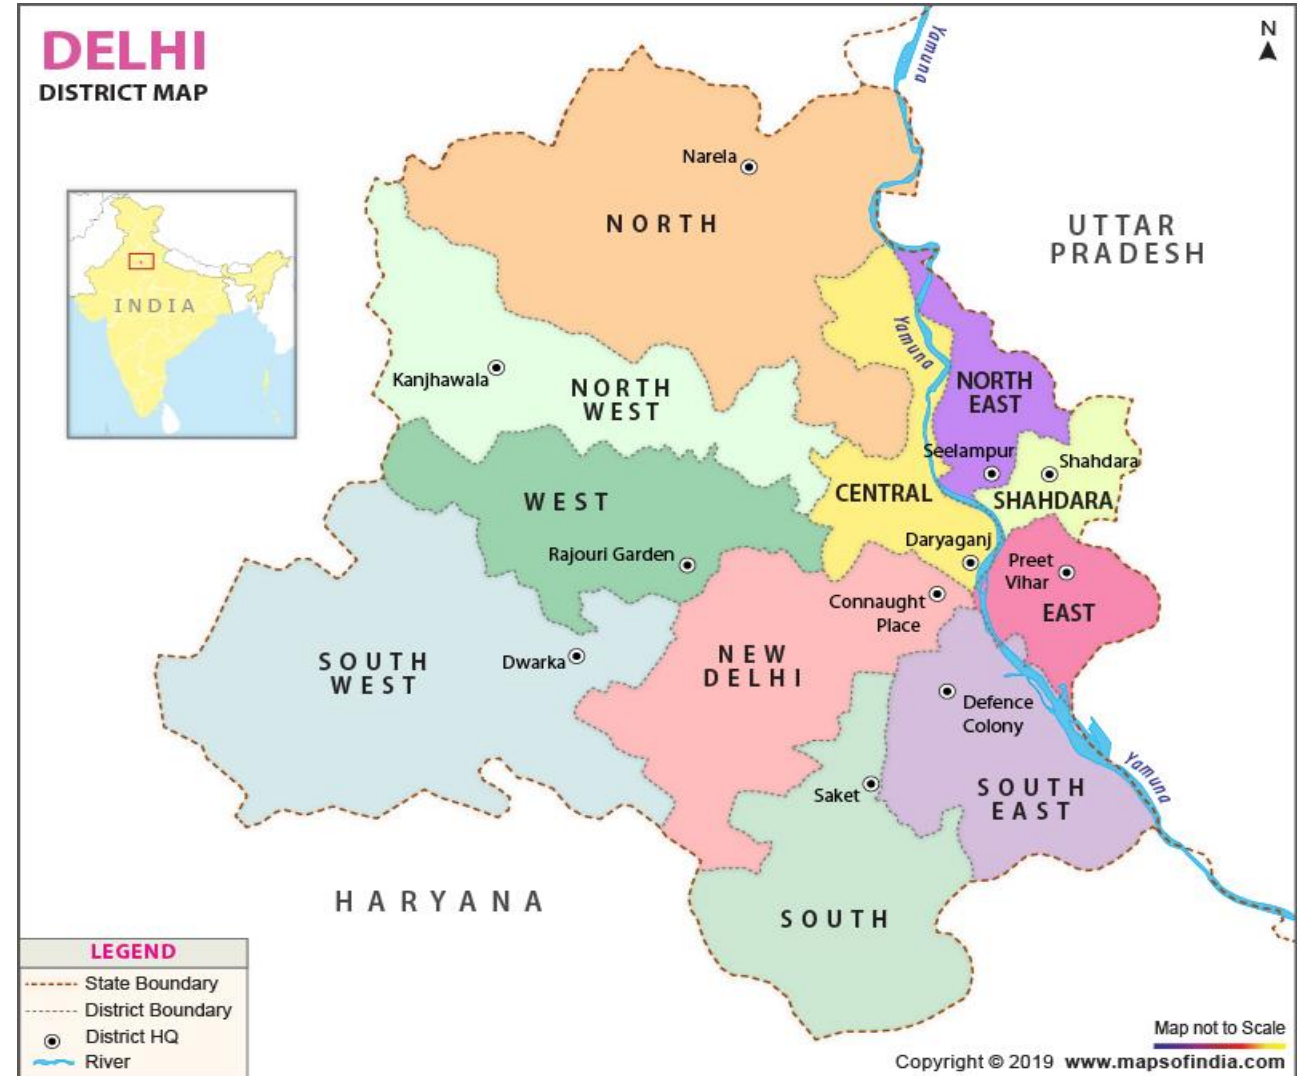 DELHI
DISTRICT MAP
N
Yamuna
Narela
NORTH
UTTAR
PRADESH
INDIA
Yamuna
Kanjhawala
NORTH
WEST
NORTH
EAST
Seelampur
Shahdara
WEST
CENTRAL
SHAHDARA
Rajouri Garden
Daryaganj
Preet
Vihar
Connaught
Place
EAST
SOUTH
WEST
Dwarka
NEW
DELHI
Defence
Colony
Yamuna
Saket
SOUTH
EAST
HARYANA
SOUTH
LEGEND
State Boundary
District Boundary
District HQ
River
Map not to Scale
Copyright © 2019 www.mapsofindia.com